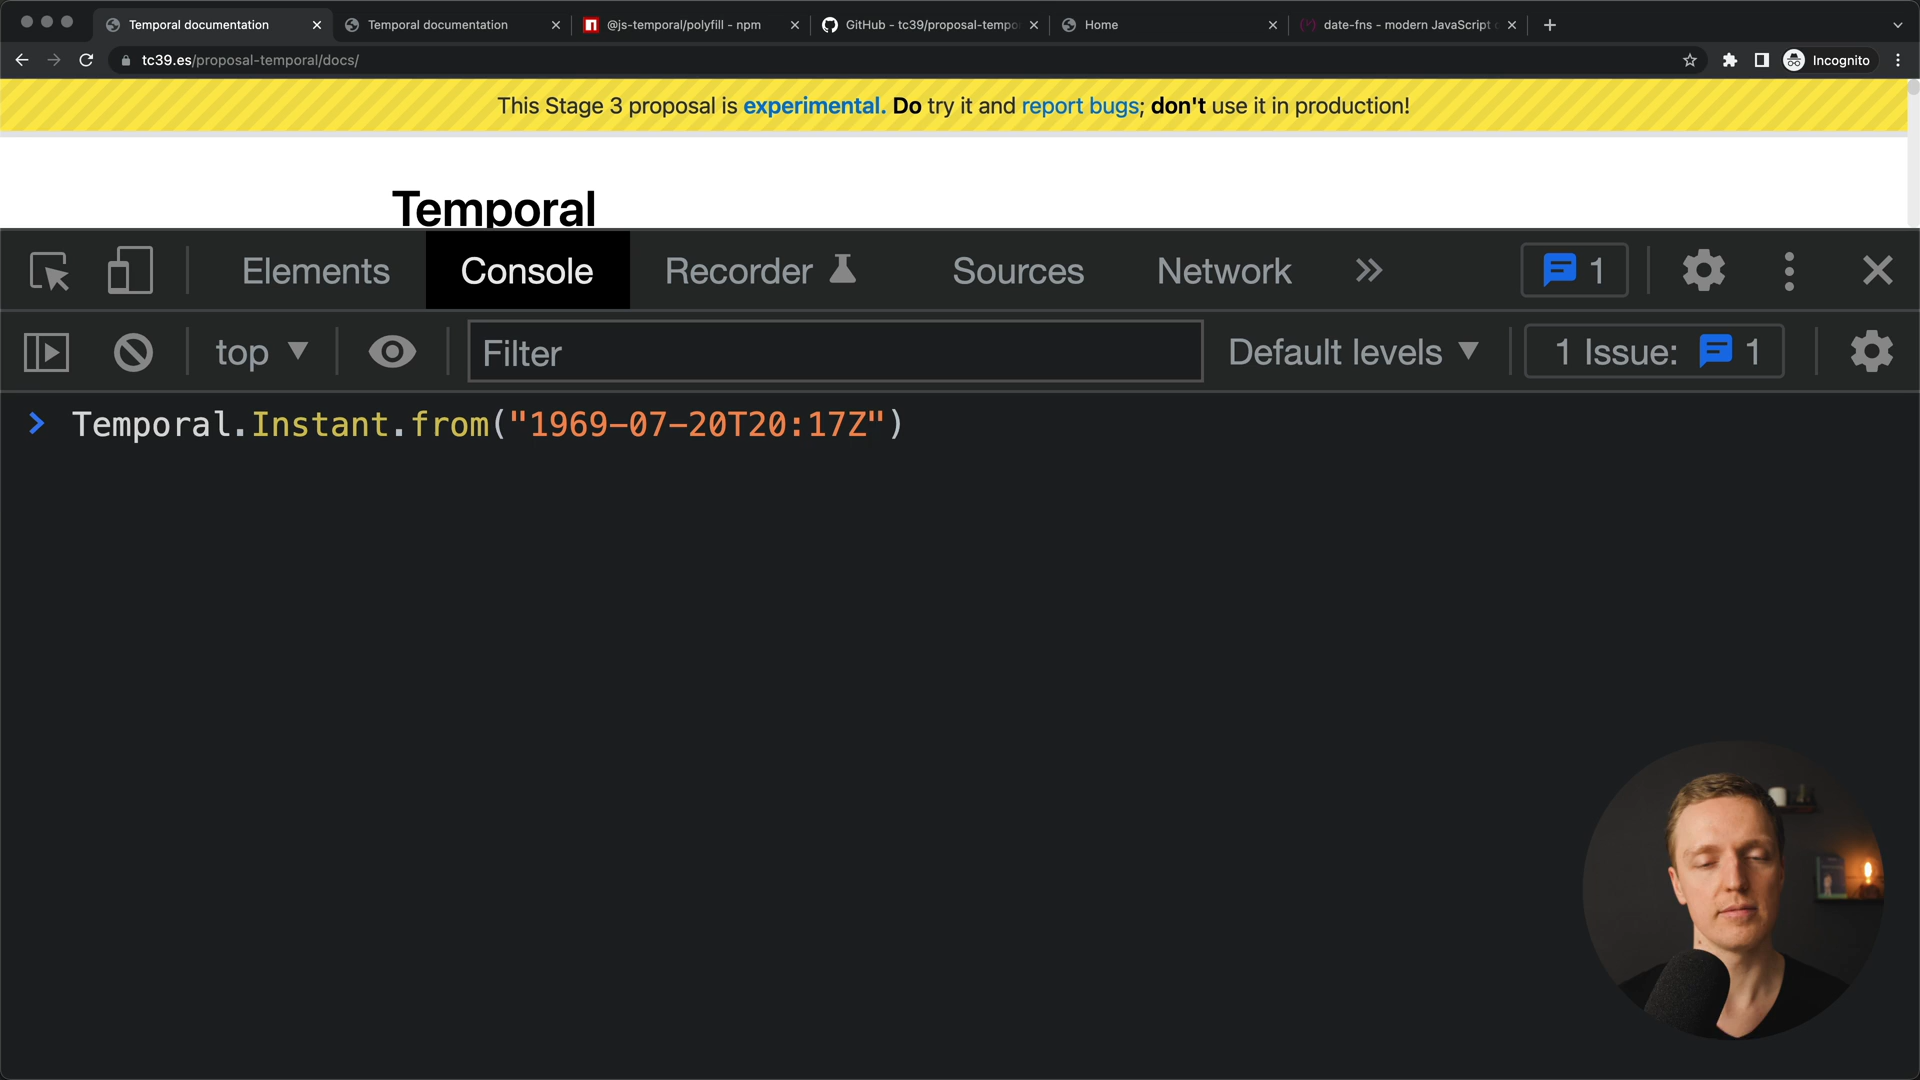 Temporal documentation
Temporal documentation
@js-temporal/polyfill - npm
GitHub - tc39/proposal-tempo
Home
date-fns - modern JavaScript
tc39.es/proposal-temporal/docs/
Incognito
This Stage 3 proposal is experimental. Do try it and report bugs; don't use it in production!
Temporal
Elements
Console
Recorder
Sources
Network
1
top
Filter
Default levels
1 Issue:
1
Temporal.Instant.from("1969-07-20T20:17Z")